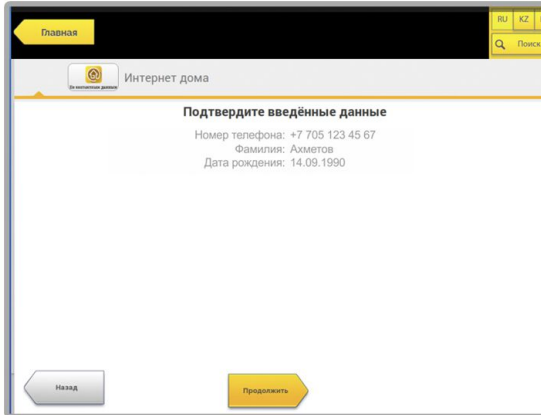 Главная
RU KZ
Поиск
Интернет дома
Подтвердите введённые данные
Номер телефона: +7 705 123 45 67
Фамилия: Ахметов
Дата рождения: 14.09.1990
Назад
Продолжить